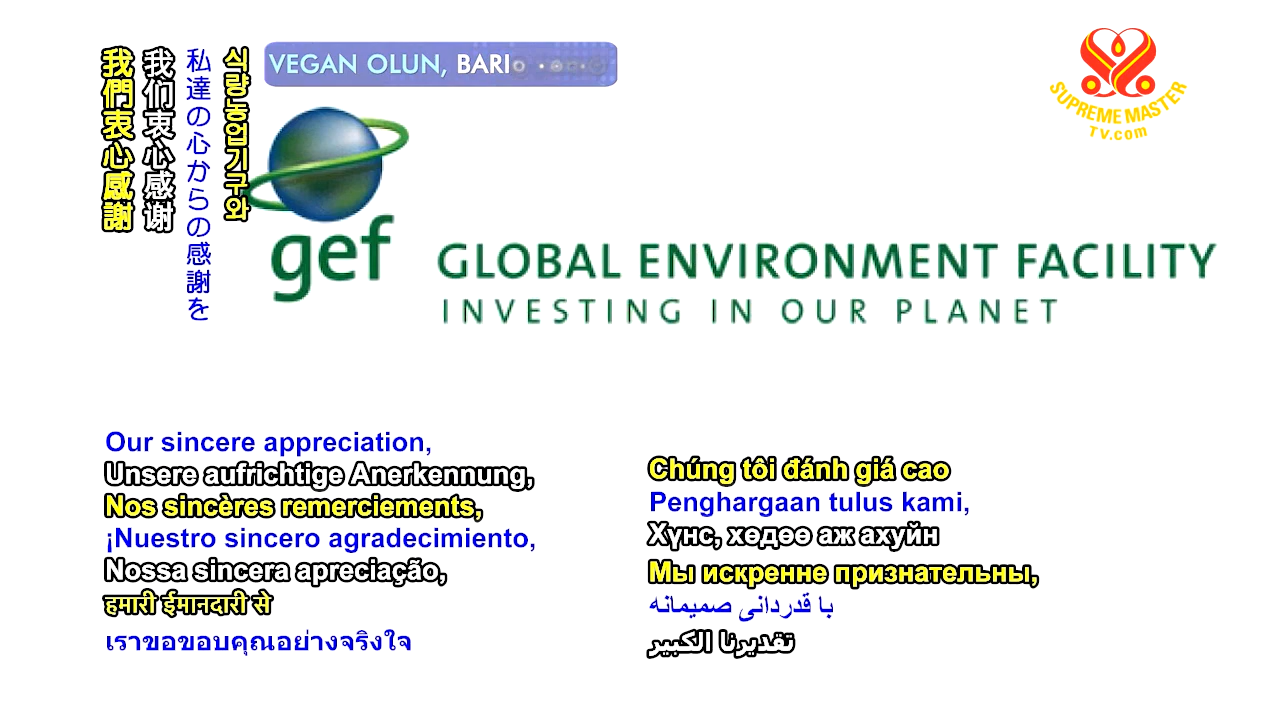 我們衷心感謝
我们衷心感谢
私達の心からの感謝を
식량농업기구와
VEGAN OLUN, BARI
SUPREME MASTER
TV.com
gef
GLOBAL ENVIRONMENT FACILITY
INVESTING IN OUR PLANET
Our sincere appreciation,
Unsere aufrichtige Anerkennung,
Nos sincères remerciements,
¡Nuestro sincero agradecimiento,
Nossa sincera apreciação,
हमारी ईमानदारी से
เราขอขอบคุณอย่างจริงใจ
Chúng tôi đánh giá cao
Penghargaan tulus kami,
Хүнс, хөдөө аж ахуйн
Мы искренне признательны,
با قدردانی صمیمانه
تقديرنا الكبير